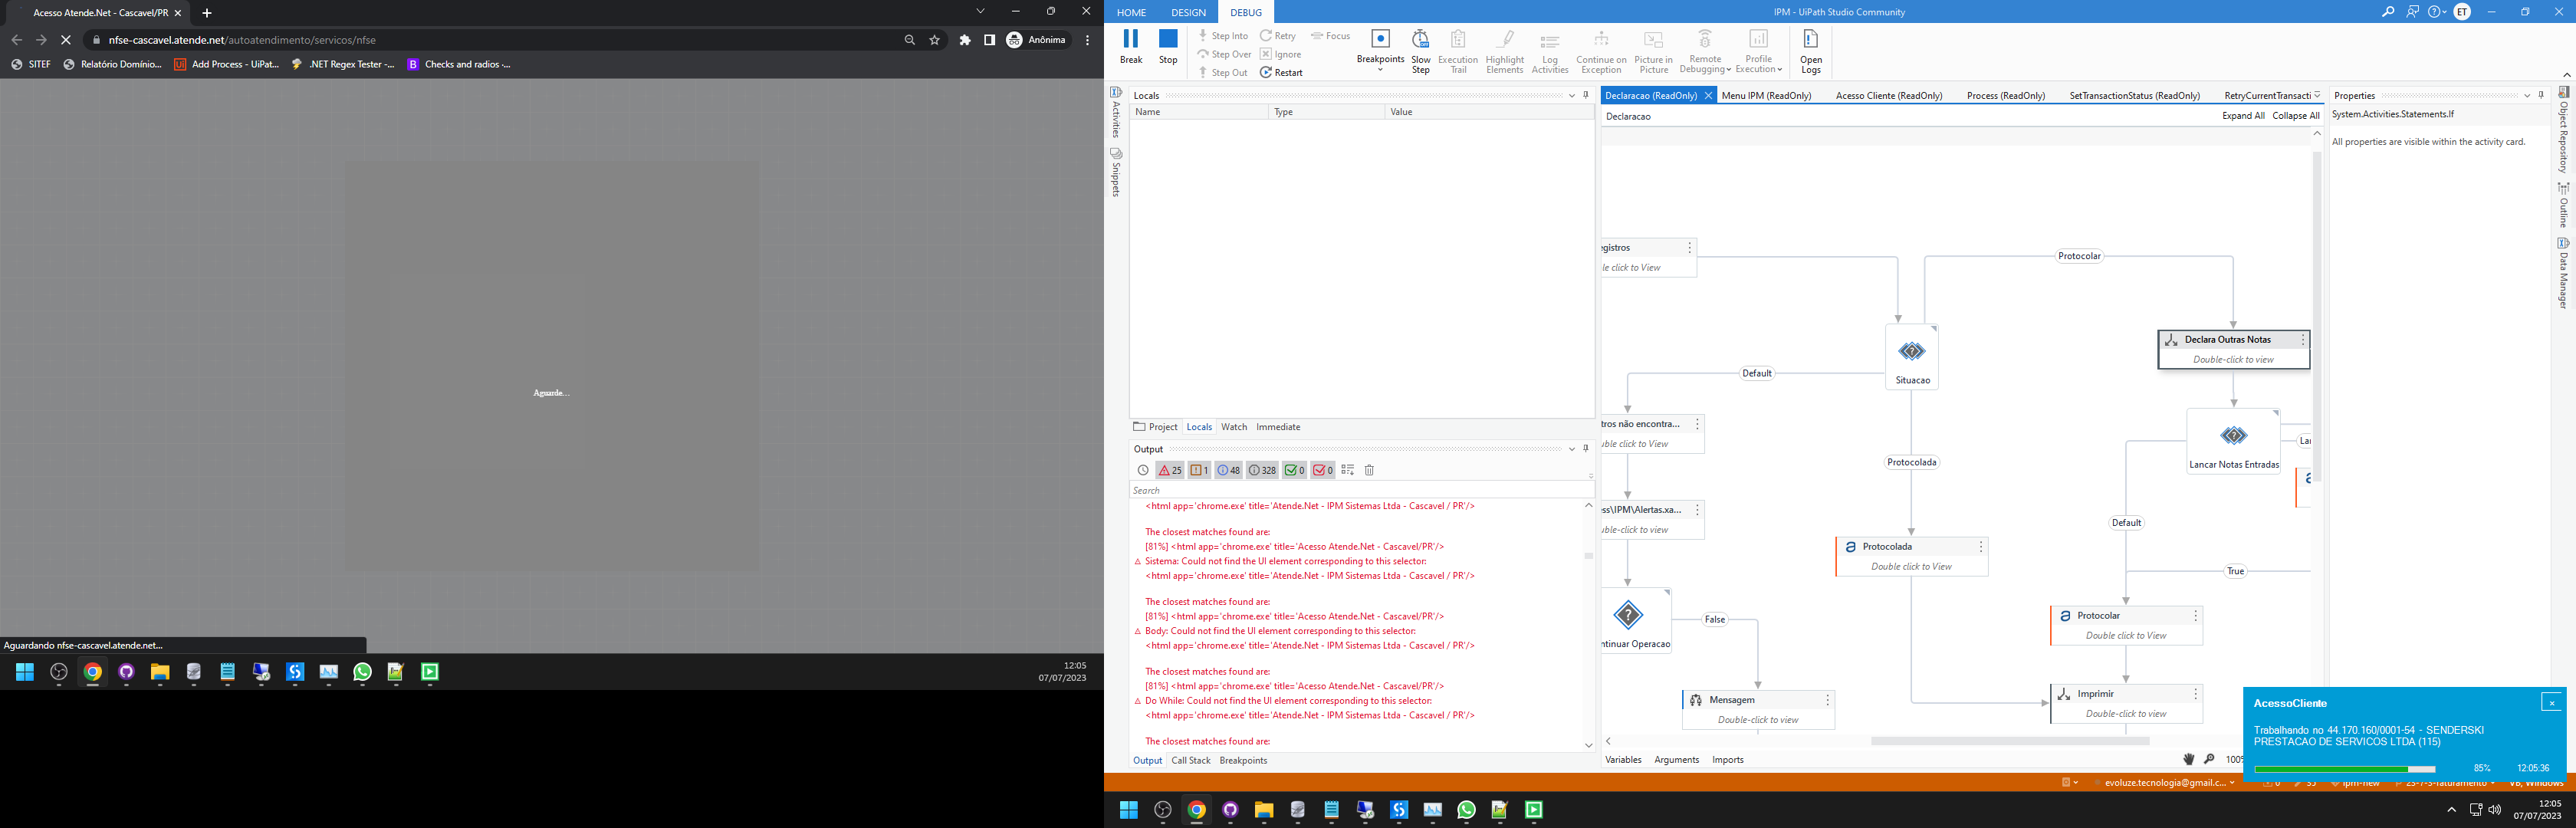 Acesso Atende.Net - Cascavel/PR
nfse-cascavel.atende.net/autoatendimento/servicos/nfse
Anônima
SITEF
Relatório Domínio...
Add Process - UiPat...
.NET Regex Tester -...
Checks and radios ·...
Aguarde...
Aguardando nfse-cascavel.atende.net...
12:05
07/07/2023
HOME
DESIGN
DEBUG
IPM - UiPath Studio Community
ET
Break
Stop
Step Into
Step Over
Step Out
Retry
Ignore
Restart
Focus
Breakpoints
Slow Step
Execution Trail
Highlight Elements
Log Activities
Continue on Exception
Picture in Picture
Remote Debugging
Profile Execution
Open Logs
Activities
Snippets
Locals
Name Type Value
Project Locals Watch Immediate
Output
25 1 48 328 0 0
Search
<html app='chrome.exe' title='Atende.Net - IPM Sistemas Ltda - Cascavel / PR'/>
The closest matches found are:
[81%] <html app='chrome.exe' title='Acesso Atende.Net - Cascavel/PR'/>
Sistema: Could not find the UI element corresponding to this selector:
<html app='chrome.exe' title='Atende.Net - IPM Sistemas Ltda - Cascavel / PR'/>
The closest matches found are:
[81%] <html app='chrome.exe' title='Acesso Atende.Net - Cascavel/PR'/>
Body: Could not find the UI element corresponding to this selector:
<html app='chrome.exe' title='Atende.Net - IPM Sistemas Ltda - Cascavel / PR'/>
The closest matches found are:
[81%] <html app='chrome.exe' title='Acesso Atende.Net - Cascavel/PR'/>
Do While: Could not find the UI element corresponding to this selector:
<html app='chrome.exe' title='Atende.Net - IPM Sistemas Ltda - Cascavel / PR'/>
The closest matches found are:
Output Call Stack Breakpoints
Declaracao (ReadOnly)
Menu IPM (ReadOnly)
Acesso Cliente (ReadOnly)
Process (ReadOnly)
SetTransactionStatus (ReadOnly)
RetryCurrentTransacti
Declaracao
Expand All Collapse All
egistros
le click to View
Protocolar
Situacao
Default
Declara Outras Notas
Double-click to view
Lancar Notas Entradas
La
tros não encontra...
uble click to View
Protocolada
Default
ess\IPM\Alertas.xa...
uble-click to view
Protocolada
Double click to View
True
Protocolar
Double click to View
False
ntinuar Operacao
Mensagem
Double-click to view
Imprimir
Double-click to view
Variables Arguments Imports
100%
Properties
System.Activities.Statements.If
All properties are visible within the activity card.
Object Repository
Outline
Data Manager
AcessoCliente
Trabalhando no 44.170.160/0001-54 - SENDERSKI
PRESTACAO DE SERVICOS LTDA (115)
85% 12:05:36
evoluze.tecnologia@gmail.c...
12:05
07/07/2023